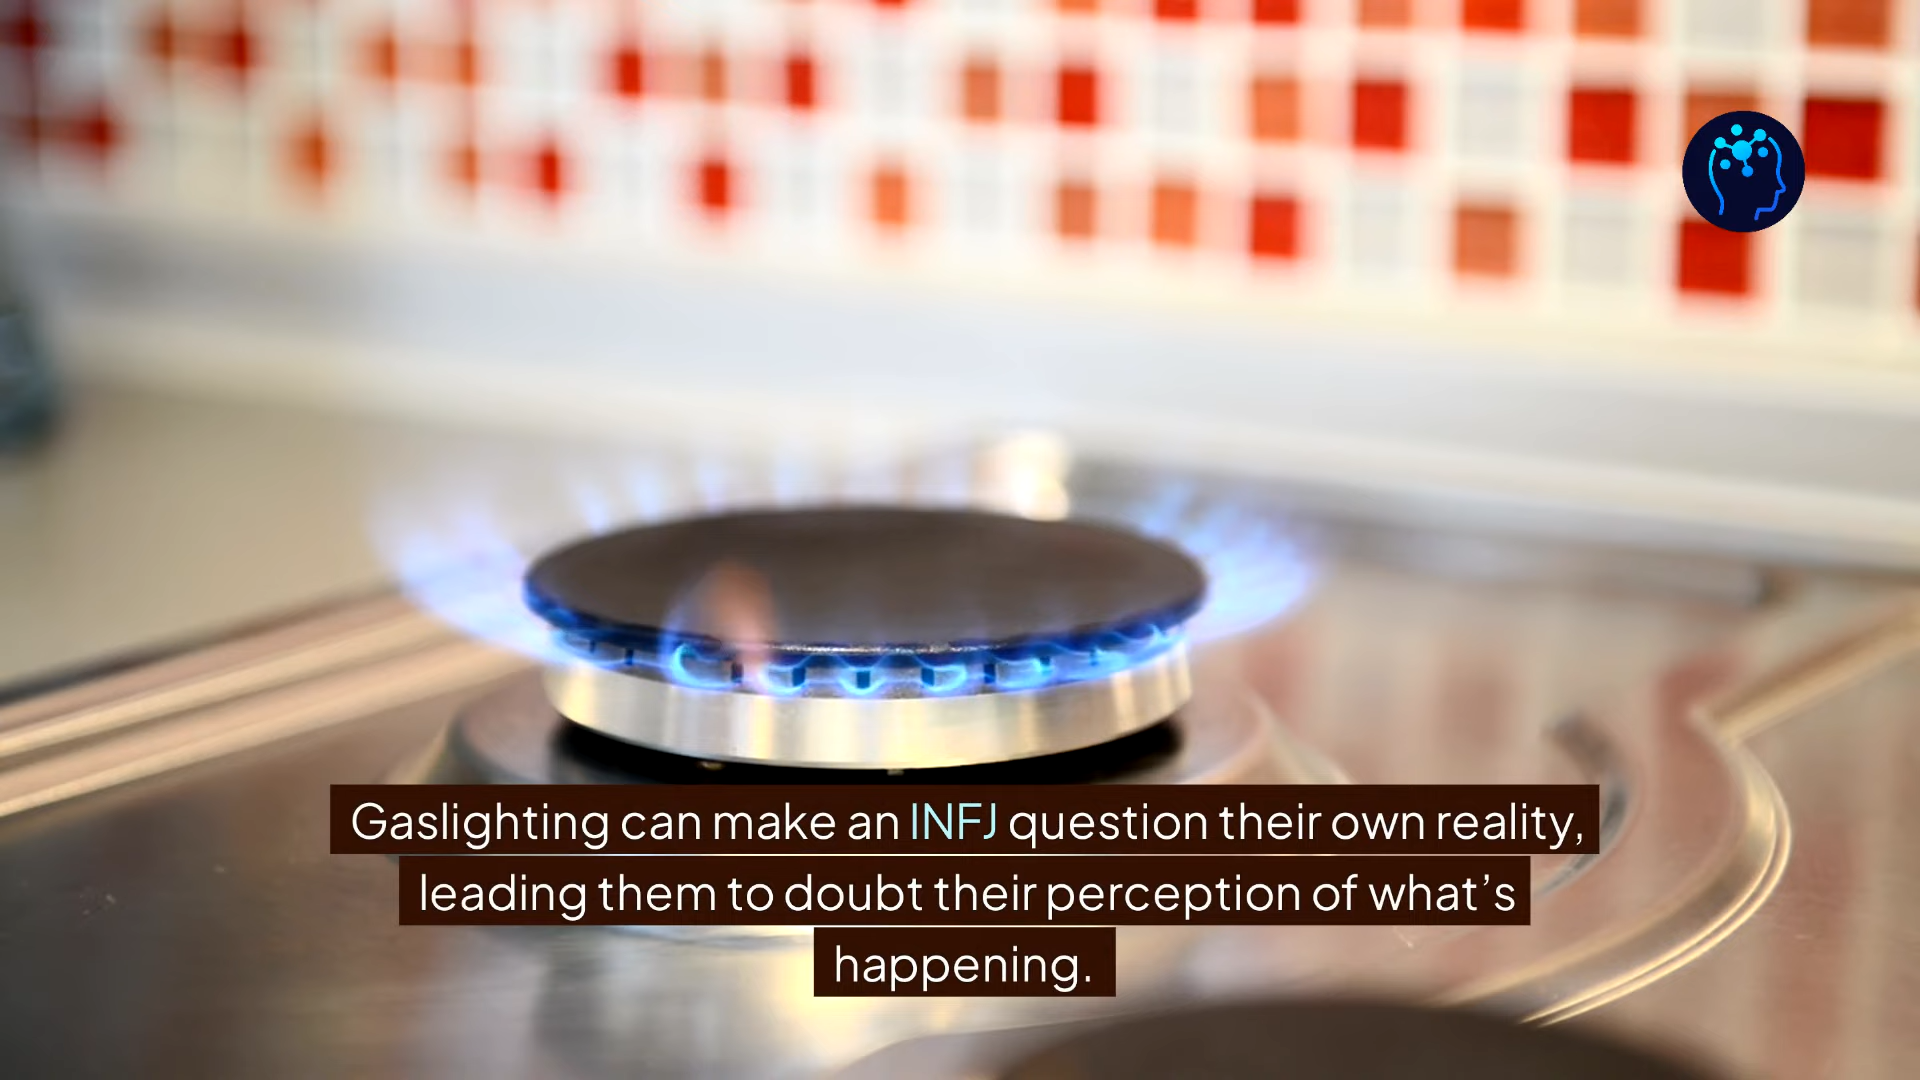 Gaslighting can make an INFJ question their own reality,
leading them to doubt their perception of what’s
happening.